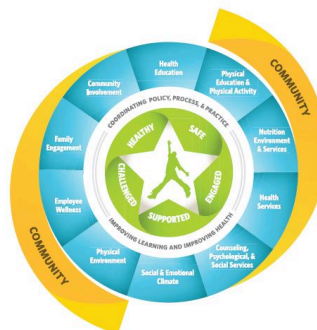 COMMUNITY
Health
Education
Physical
Education &
Physical Activity
Nutrition
Environment
& Services
Health
Services
Counseling,
Psychological, &
Social Services
Social & Emotional
Climate
Physical
Environment
Employee
Wellness
Family
Engagement
Community
Involvement
COORDINATING POLICY, PROCESS, & PRACTICE
IMPROVING LEARNING AND IMPROVING HEALTH
HEALTHY
SAFE
ENGAGED
SUPPORTED
CHALLENGED
COMMUNITY